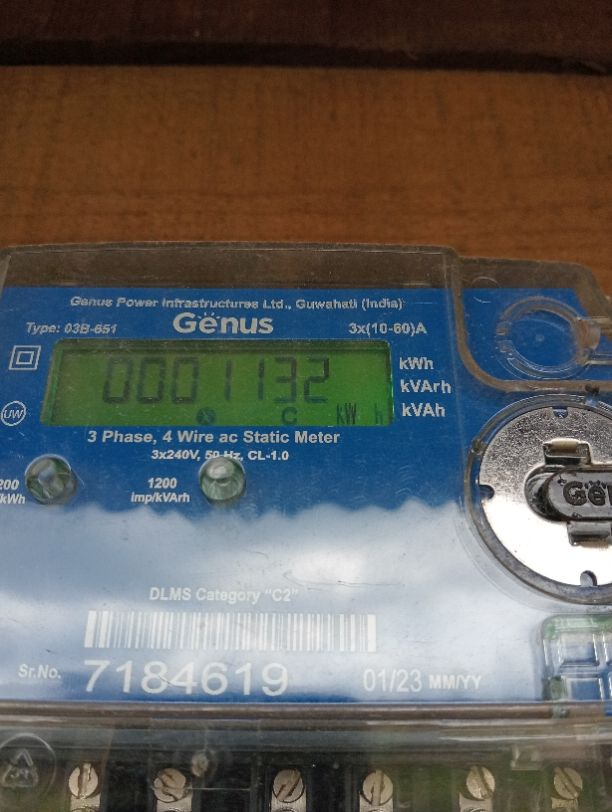 Genus Power Infrastructures Ltd., Guwahati (India)
Type: 03B-651
Genus
3x(10-60)A
0001132
kW h
C
kWh
kVArh
kVAh
UW
3 Phase, 4 Wire ac Static Meter
3x240V, 50 Hz, CL-1.0
1200
imp/kVArh
DLMS Category "C2"
Sr.No. 7184619
01/23 MM/YY